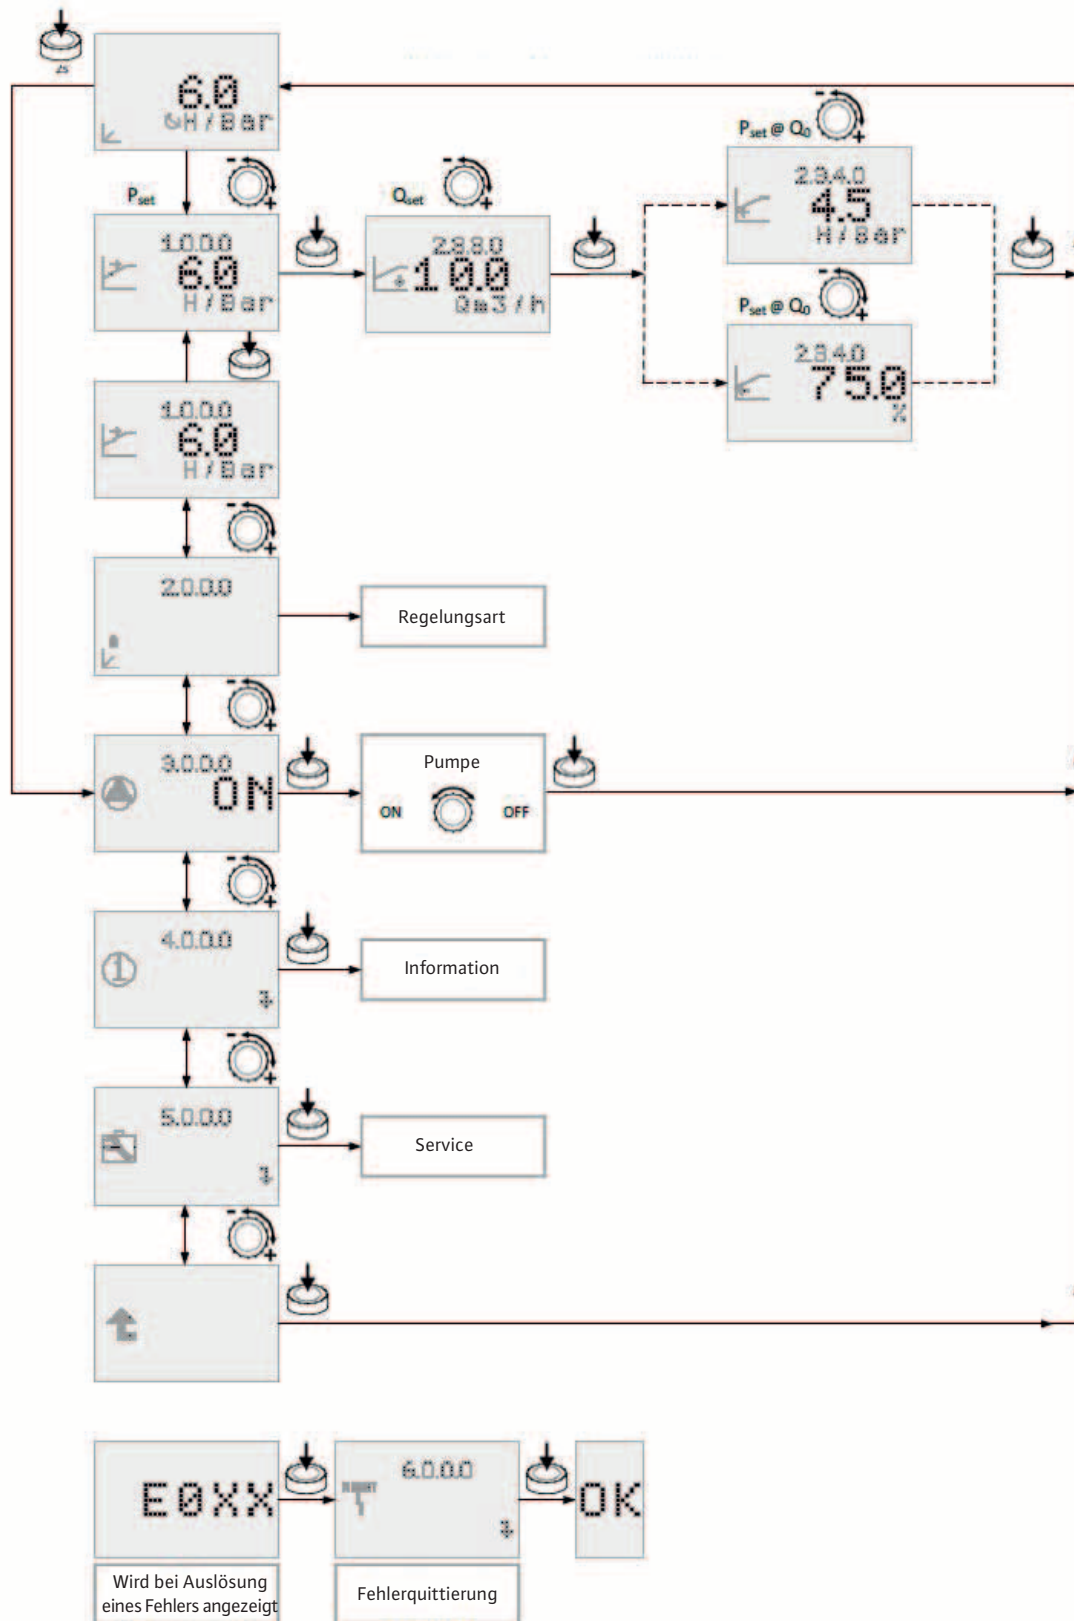 2s
6.0
H/Bar
Pset @ Q0
- +
2.3.4.0
4.5
H/Bar
Pset
- +
1.0.0.0
6.0
H/Bar
Qset
- +
2.3.3.0
10.0
Qm3/h
Pset @ Q0
- +
2.3.4.0
75.0
%
1.0.0.0
6.0
H/Bar
- +
2.0.0.0
Regelungsart
- +
3.0.0.0
ON
Pumpe
ON OFF
- +
4.0.0.0
1
Information
- +
5.0.0.0
Service
- +
E0XX
6.0.0.0
OK
Wird bei Auslösung
eines Fehlers angezeigt
Fehlerquittierung